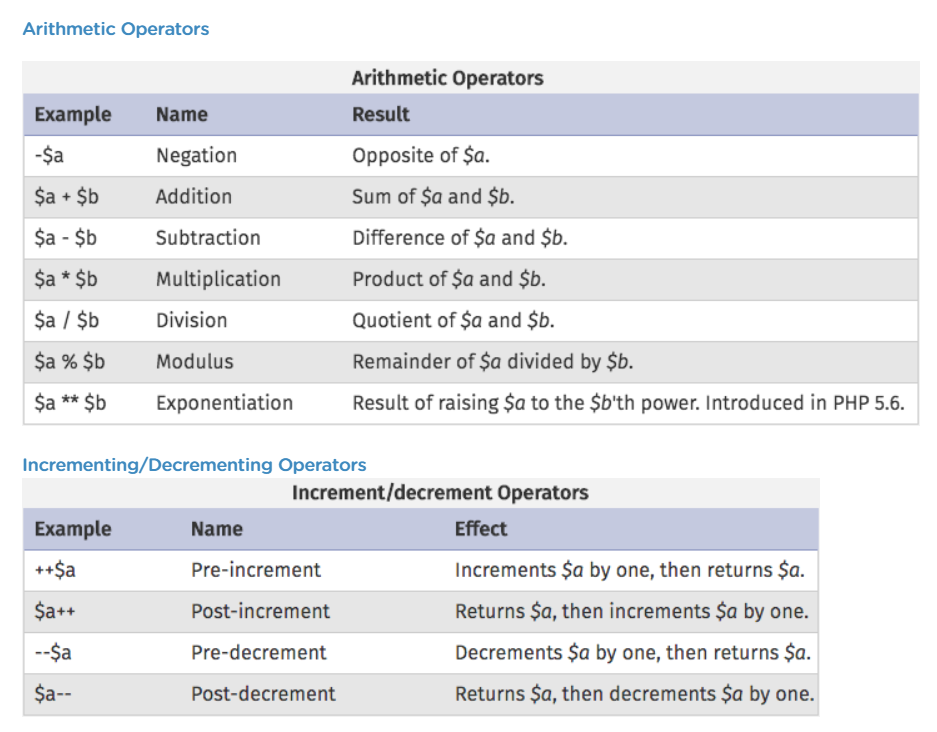 Arithmetic Operators
Arithmetic Operators
Example Name Result
-$a Negation Opposite of $a.
$a + $b Addition Sum of $a and $b.
$a - $b Subtraction Difference of $a and $b.
$a * $b Multiplication Product of $a and $b.
$a / $b Division Quotient of $a and $b.
$a % $b Modulus Remainder of $a divided by $b.
$a ** $b Exponentiation Result of raising $a to the $b'th power. Introduced in PHP 5.6.
Incrementing/Decrementing Operators
Increment/decrement Operators
Example Name Effect
++$a Pre-increment Increments $a by one, then returns $a.
$a++ Post-increment Returns $a, then increments $a by one.
--$a Pre-decrement Decrements $a by one, then returns $a.
$a-- Post-decrement Returns $a, then decrements $a by one.